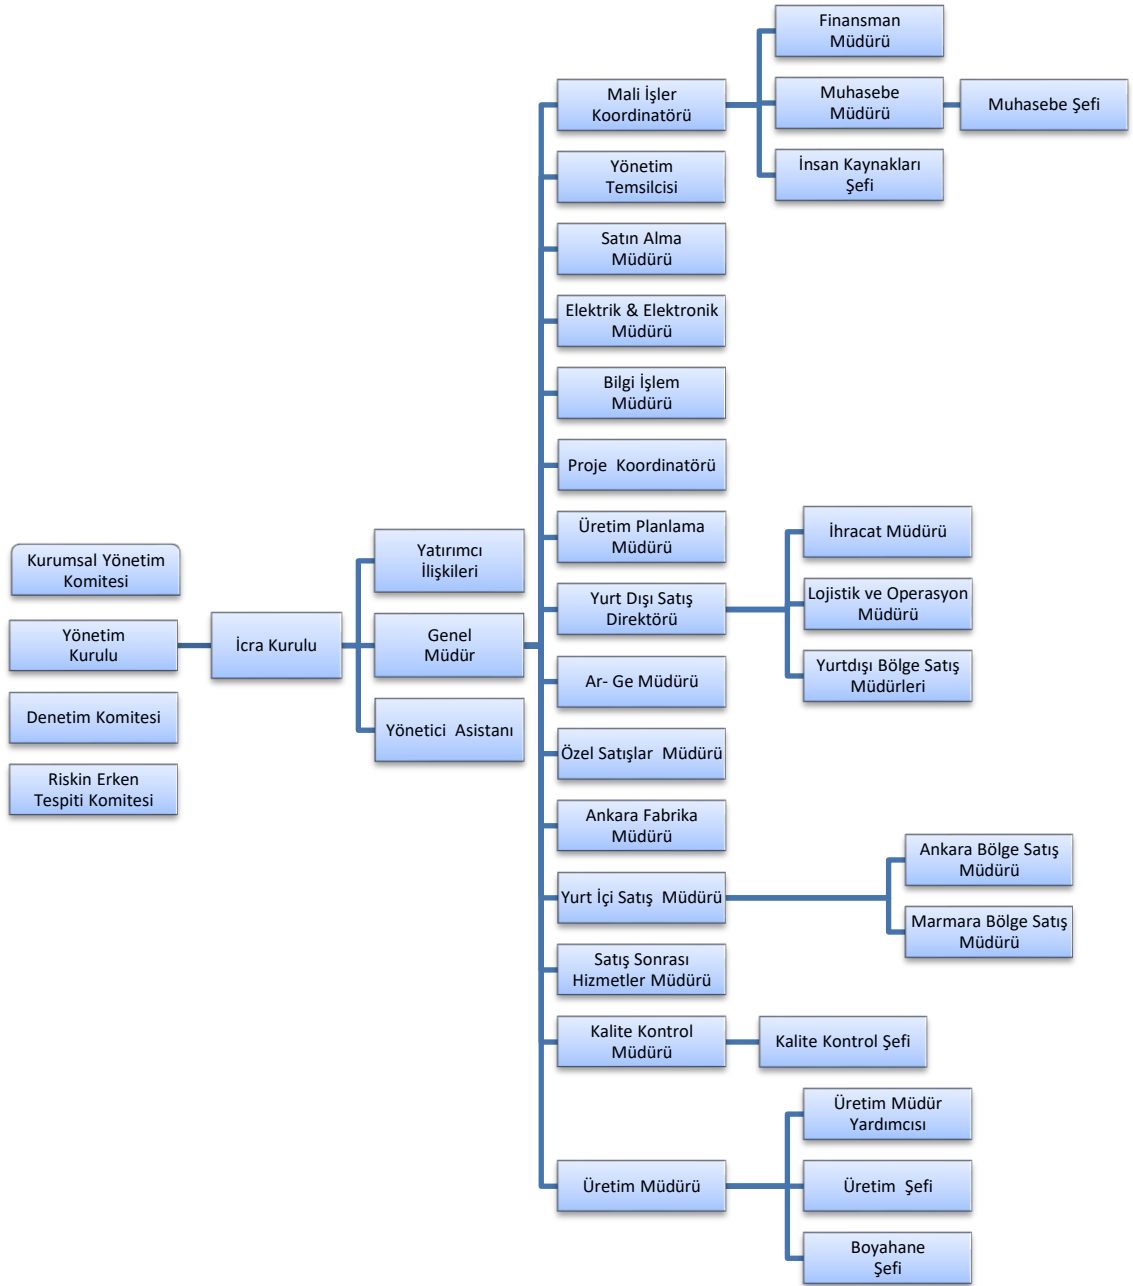 Kurumsal Yönetim
Komitesi
Yönetim
Kurulu
Denetim Komitesi
Riskin Erken
Tespiti Komitesi
İcra Kurulu
Yatırımcı
İlişkileri
Genel
Müdür
Yönetici Asistanı
Mali İşler
Koordinatörü
Finansman
Müdürü
Muhasebe
Müdürü
Muhasebe Şefi
İnsan Kaynakları
Şefi
Yönetim
Temsilcisi
Satın Alma
Müdürü
Elektrik & Elektronik
Müdürü
Bilgi İşlem
Müdürü
Proje Koordinatörü
Üretim Planlama
Müdürü
Yurt Dışı Satış
Direktörü
İhracat Müdürü
Lojistik ve Operasyon
Müdürü
Yurtdışı Bölge Satış
Müdürleri
Ar- Ge Müdürü
Özel Satışlar Müdürü
Ankara Fabrika
Müdürü
Yurt İçi Satış Müdürü
Ankara Bölge Satış
Müdürü
Marmara Bölge Satış
Müdürü
Satış Sonrası
Hizmetler Müdürü
Kalite Kontrol
Müdürü
Kalite Kontrol Şefi
Üretim Müdürü
Üretim Müdür
Yardımcısı
Üretim Şefi
Boyahane
Şefi